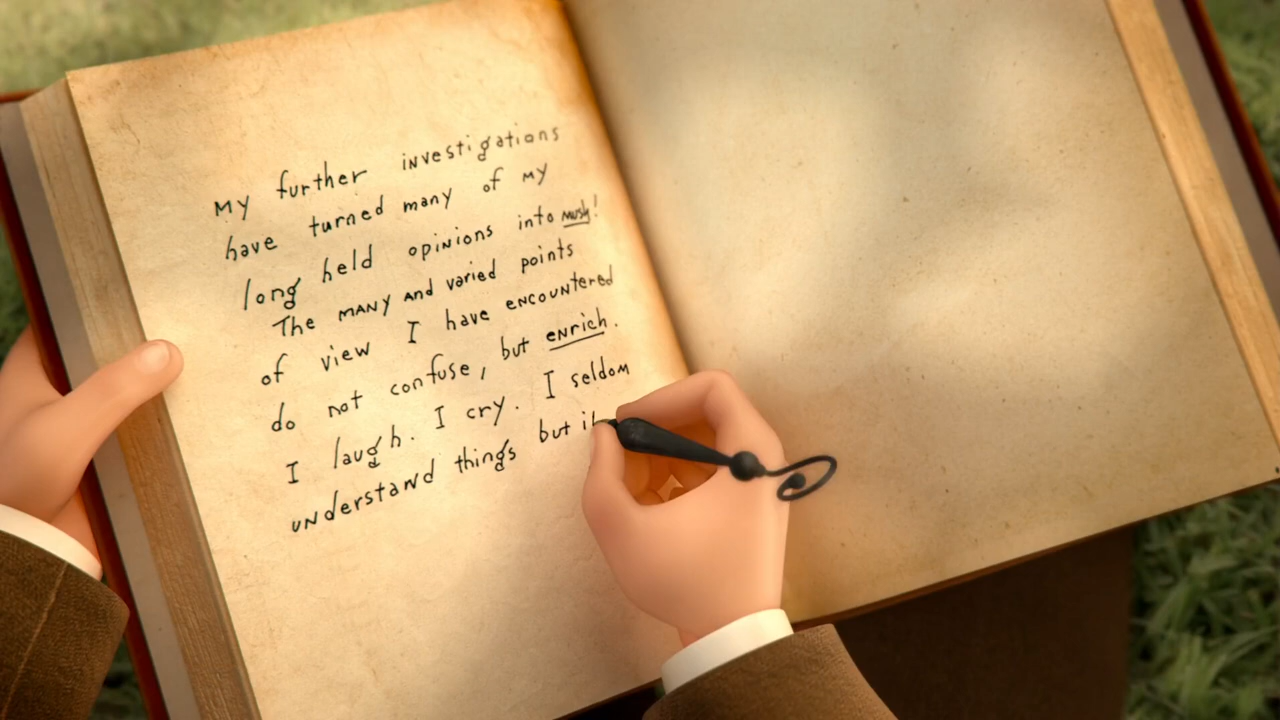 My further investigations
have turned many of my
long held opinions into mush!
The many and varied points
of view I have encountered
do not confuse, but enrich.
I laugh. I cry. I seldom
understand things but